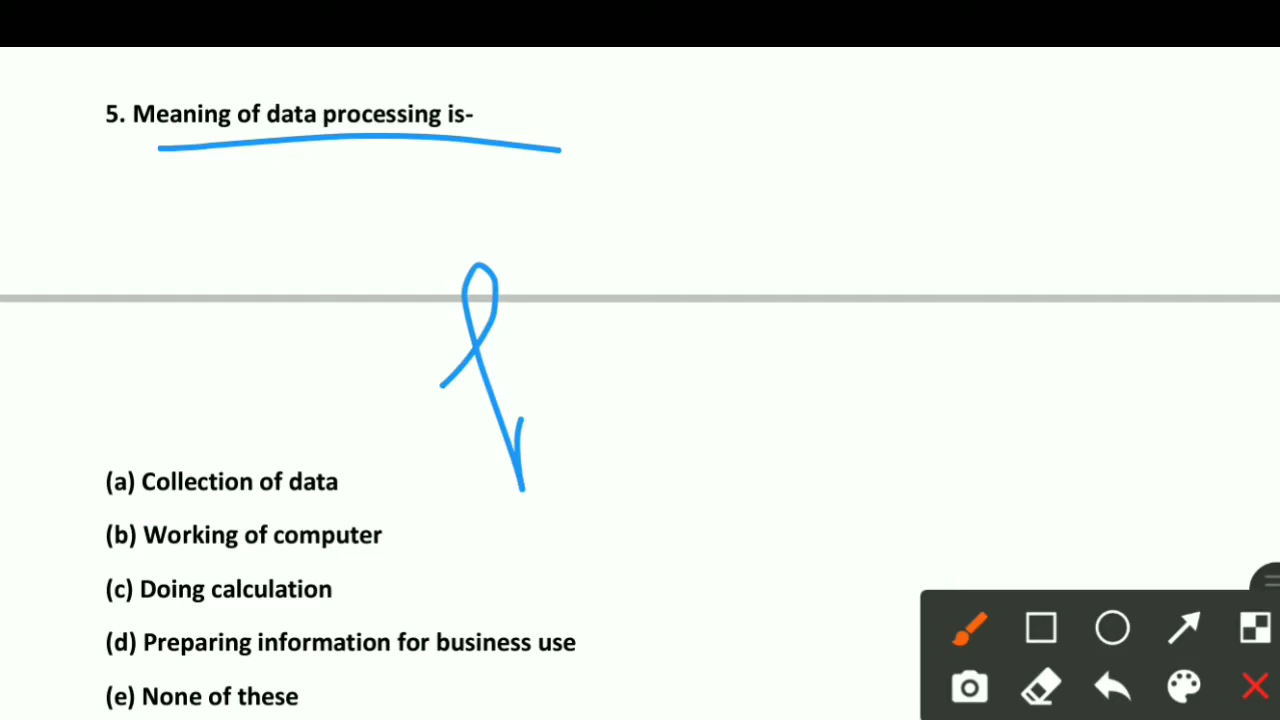 5. Meaning of data processing is-
(a) Collection of data
(b) Working of computer
(c) Doing calculation
(d) Preparing information for business use
(e) None of these